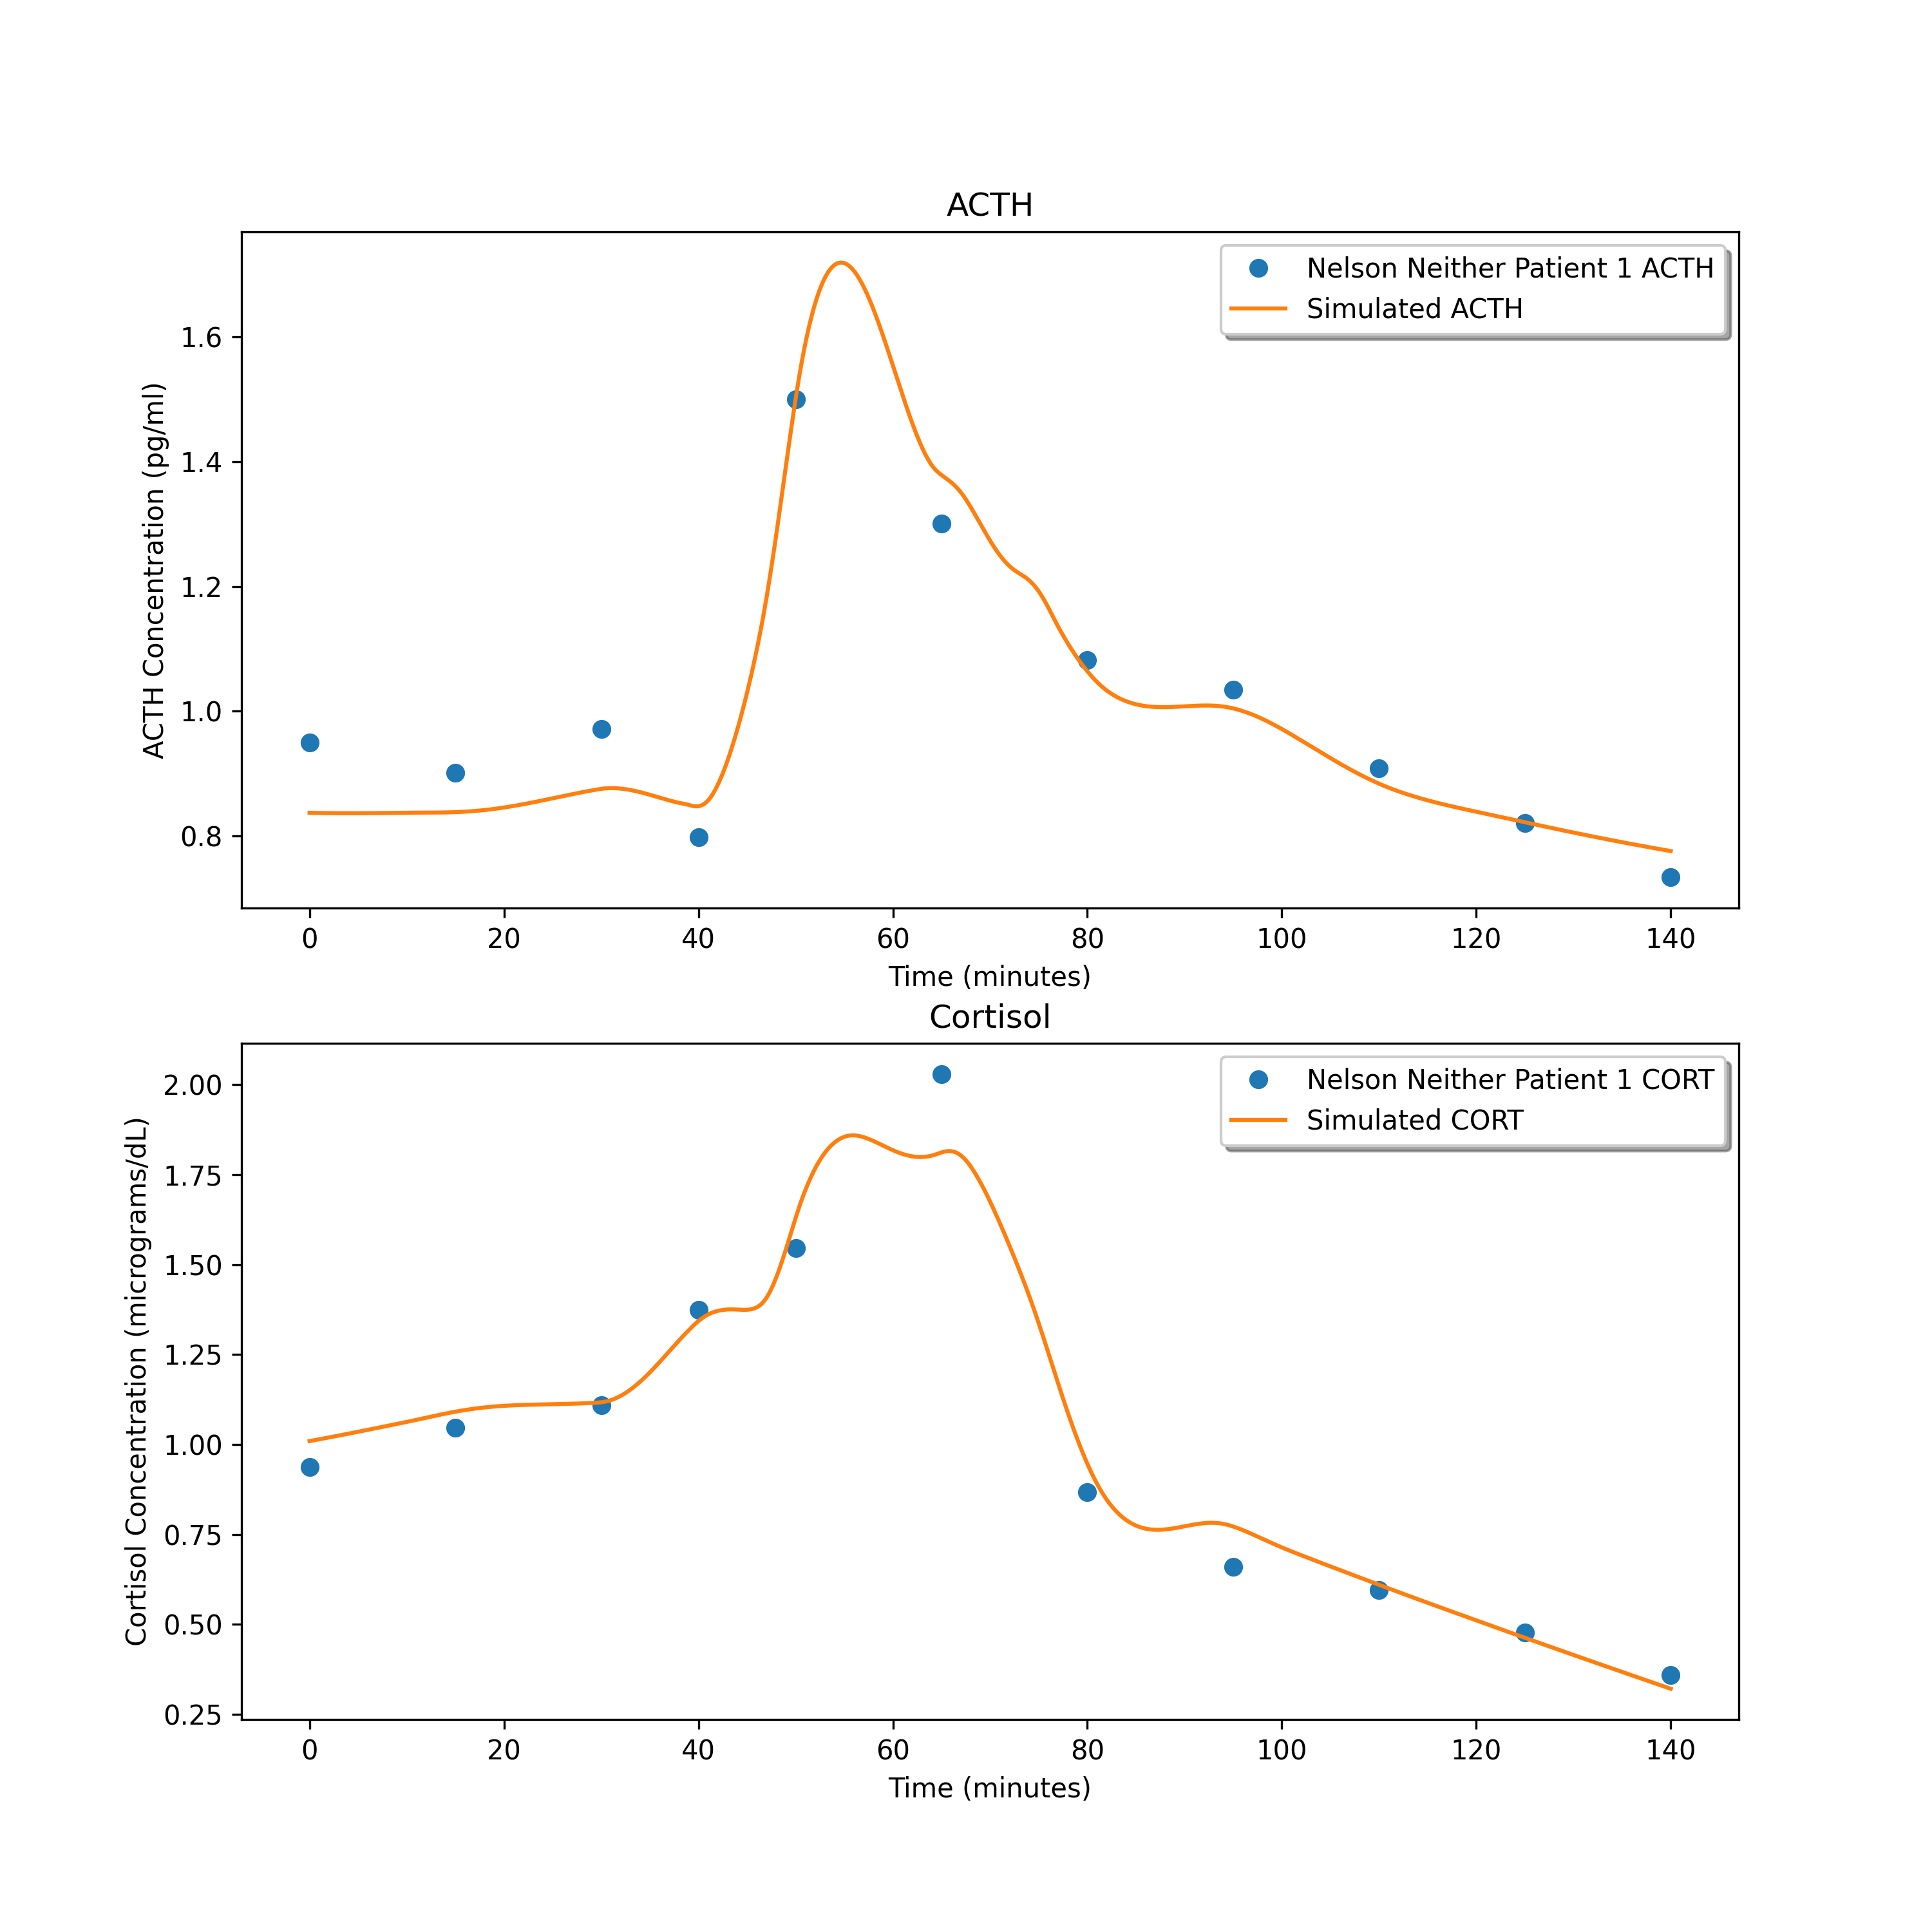 ACTH
Nelson Neither Patient 1 ACTH
Simulated ACTH
ACTH Concentration (pg/ml)
1.6
1.4
1.2
1.0
0.8
0 20 40 60 80 100 120 140
Time (minutes)
Cortisol
Nelson Neither Patient 1 CORT
Simulated CORT
Cortisol Concentration (micrograms/dL)
2.00
1.75
1.50
1.25
1.00
0.75
0.50
0.25
0 20 40 60 80 100 120 140
Time (minutes)